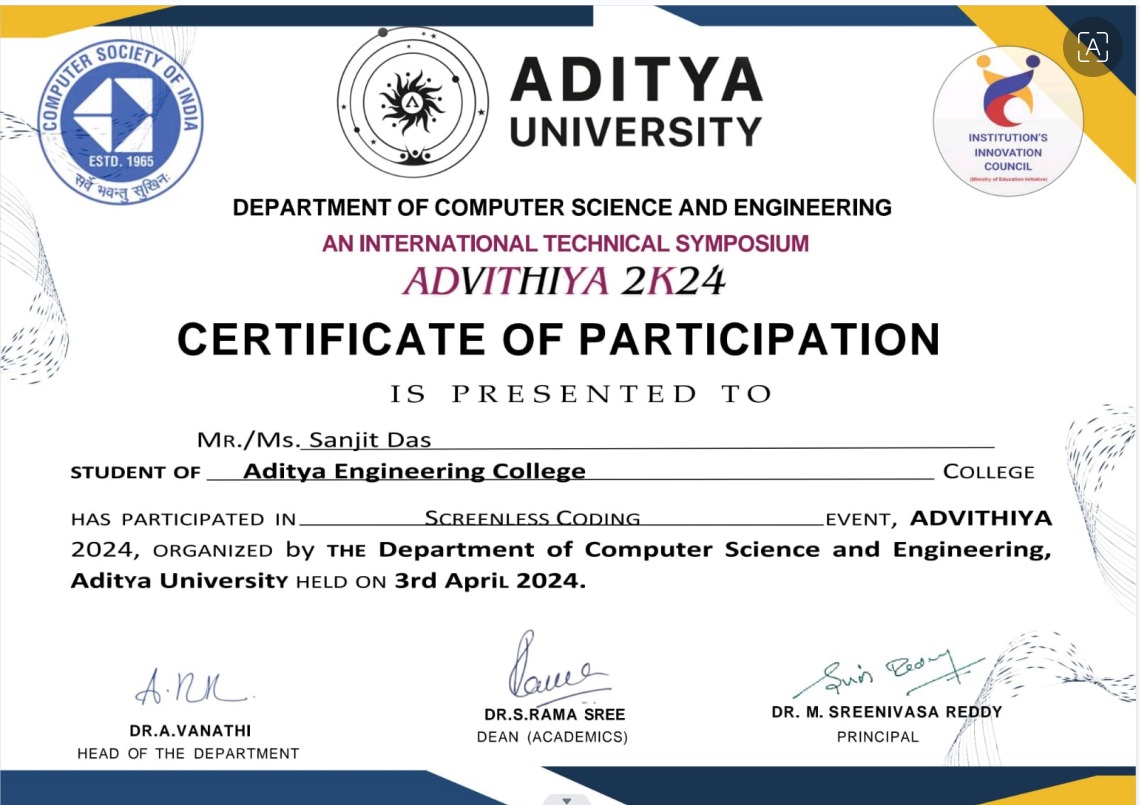 COMPUTER SOCIETY OF INDIA
ESTD. 1965
सर्वे भवन्तु सुखिनः
ADITYA
UNIVERSITY
INSTITUTION'S
INNOVATION
COUNCIL
(Ministry of Education Initiative)
A
DEPARTMENT OF COMPUTER SCIENCE AND ENGINEERING
AN INTERNATIONAL TECHNICAL SYMPOSIUM
ADVITHIYA 2K24
CERTIFICATE OF PARTICIPATION
IS PRESENTED TO
MR./MS. Sanjit Das
STUDENT OF Aditya Engineering College COLLEGE
HAS PARTICIPATED IN SCREENLESS CODING EVENT, ADVITHIYA
2024, ORGANIZED by THE Department of Computer Science and Engineering,
AdiTYA UniversitY HELD ON 3rd ApriL 2024.
A.RR
Rama
Srinis Reddy
DR.A.VANATHI
HEAD OF THE DEPARTMENT
DR.S.RAMA SREE
DEAN (ACADEMICS)
DR. M. SREENIVASA REDDY
PRINCIPAL